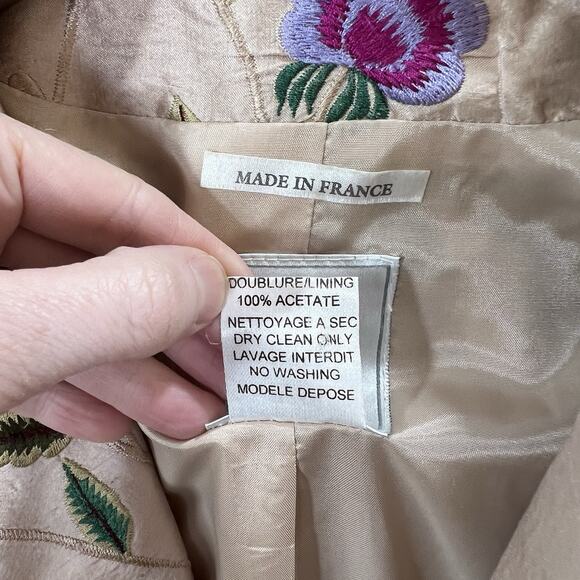 MADE IN FRANCE
DOUBLURE/LINING
100% ACETATE
NETTOYAGE A SEC
DRY CLEAN ONLY
LAVAGE INTERDIT
NO WASHING
MODELE DEPOSE